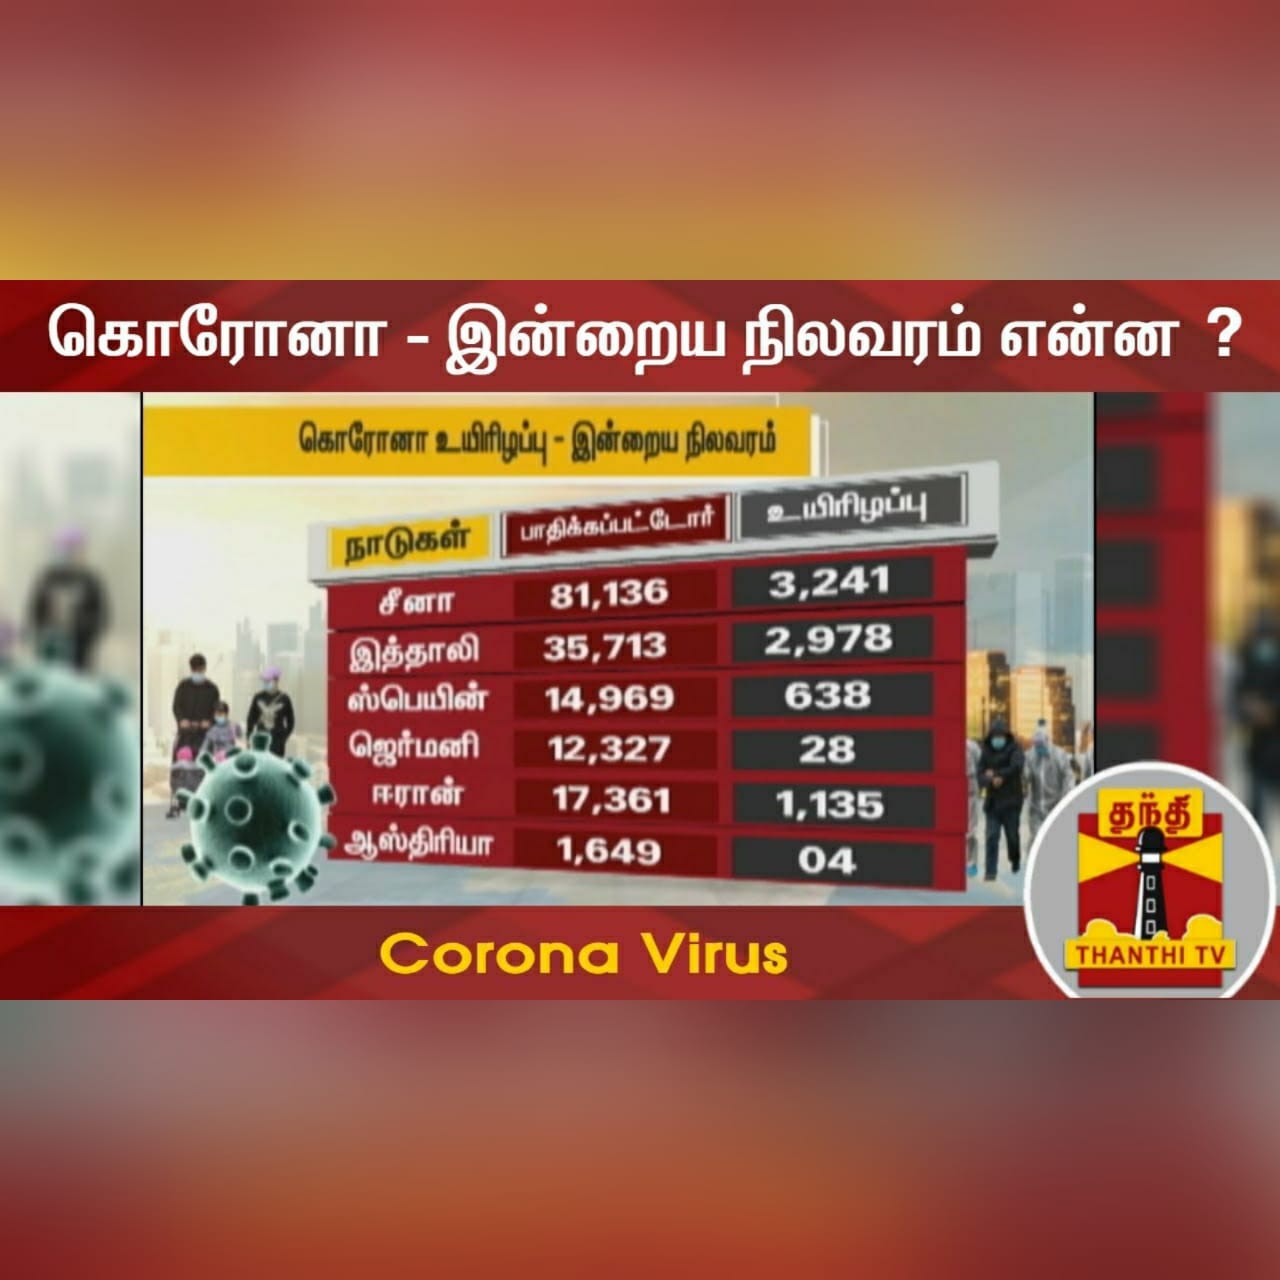 கொரோனா - இன்றைய நிலவரம் என்ன ?
கொரோனா உயிரிழப்பு - இன்றைய நிலவரம்
நாடுகள் பாதிக்கப்பட்டோர் உயிரிழப்பு
சீனா 81,136 3,241
இத்தாலி 35,713 2,978
ஸ்பெயின் 14,969 638
ஜெர்மனி 12,327 28
ஈரான் 17,361 1,135
ஆஸ்திரியா 1,649 04
தந்தி
THANTHI TV
Corona Virus